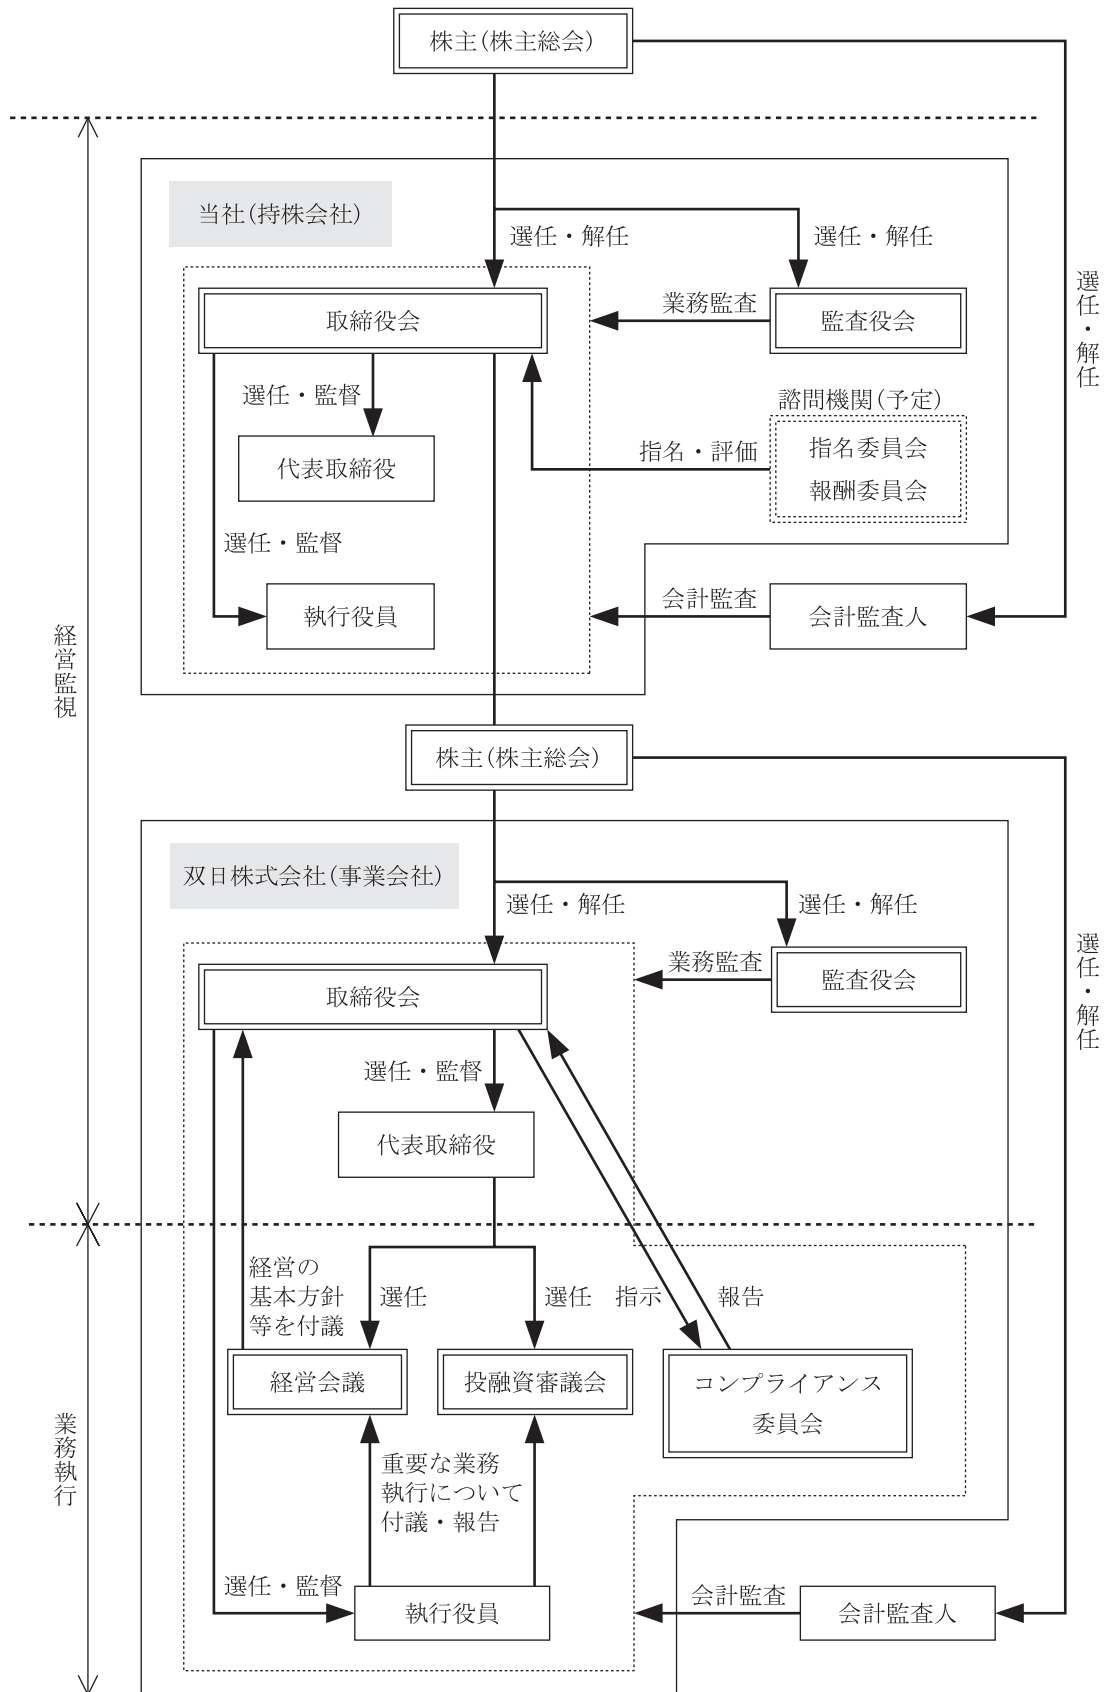 株主(株主総会)
当社(持株会社)
選任・解任
選任・解任
選任・解任
取締役会
業務監査
監査役会
選任・監督
諮問機関(予定)
代表取締役
指名・評価
指名委員会
報酬委員会
選任・監督
執行役員
会計監査
会計監査人
経営監視
株主(株主総会)
双日株式会社(事業会社)
選任・解任
選任・解任
選任・解任
取締役会
業務監査
監査役会
選任・監督
代表取締役
経営の
基本方針
等を付議
選任
選任
指示
報告
経営会議
投融資審議会
コンプライアンス
委員会
業務執行
重要な業務
執行について
付議・報告
選任・監督
執行役員
会計監査
会計監査人